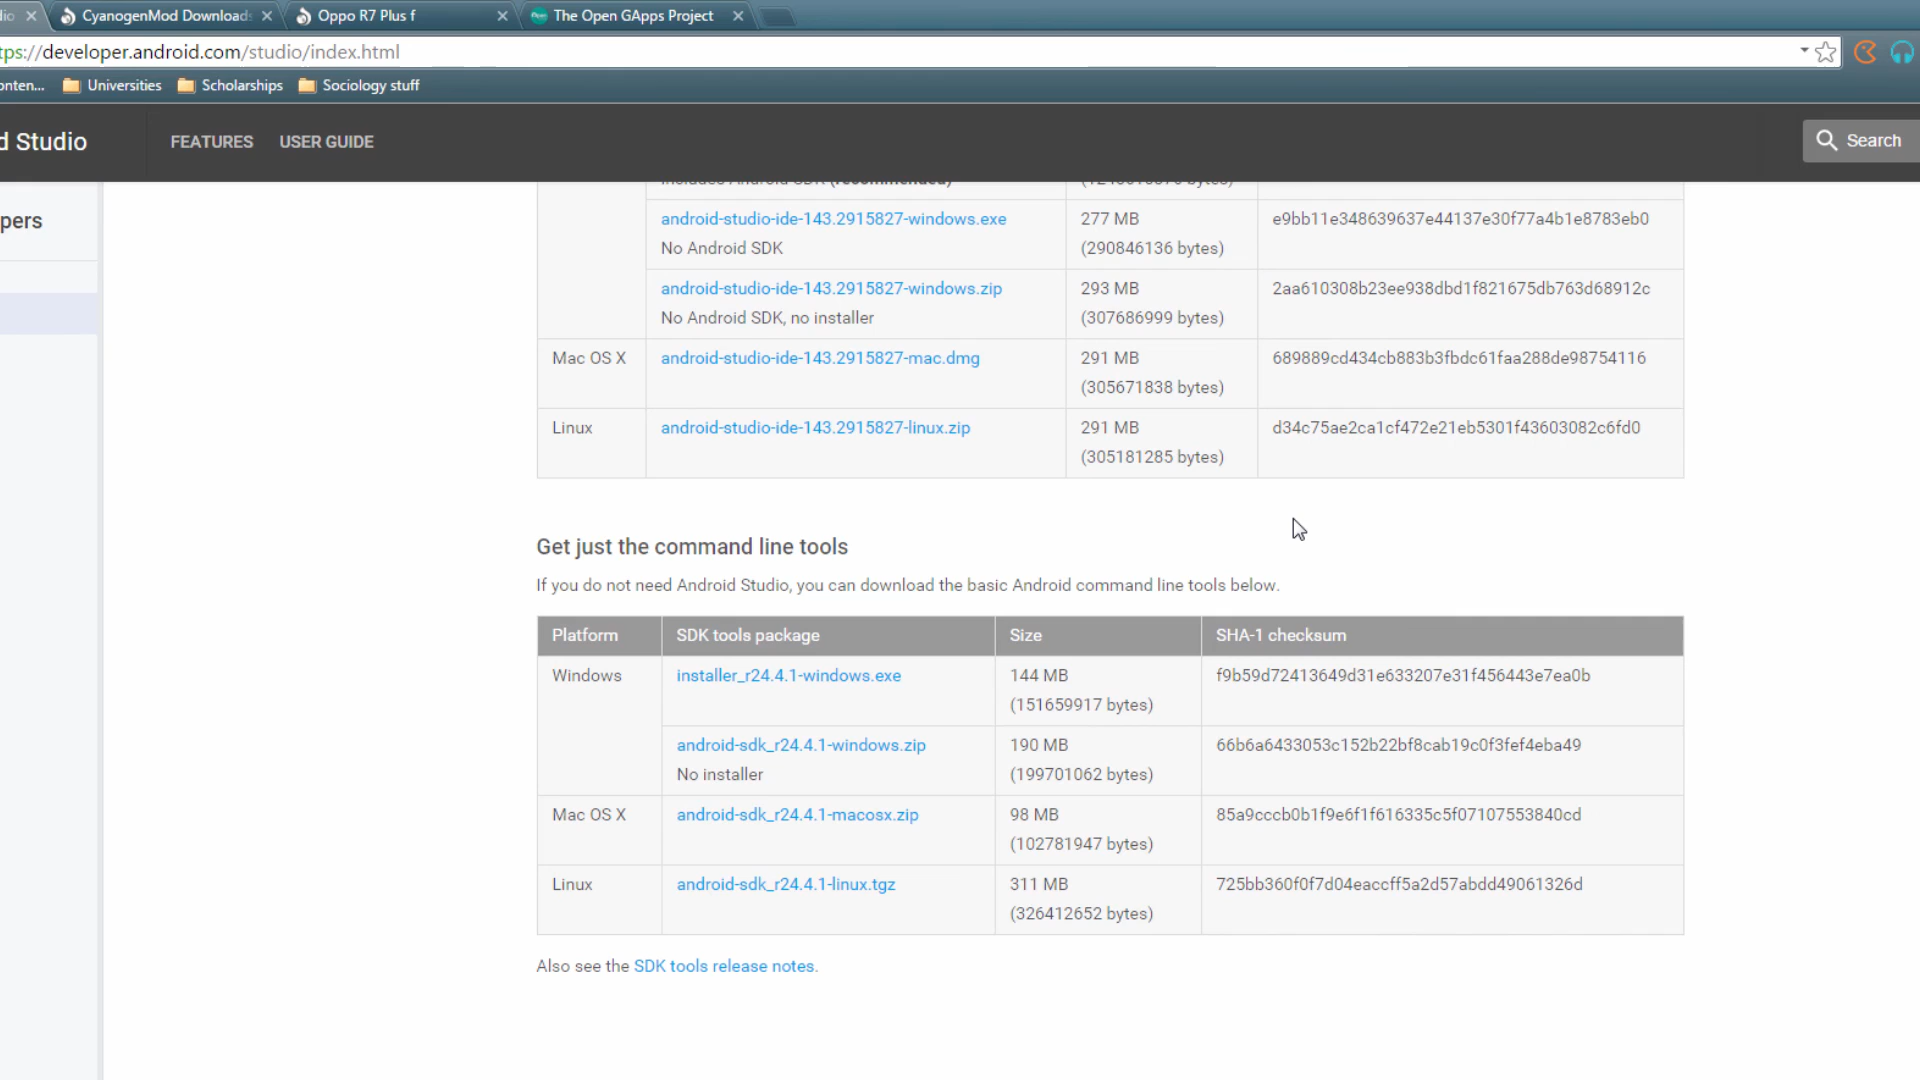 dio
CyanogenMod Downloads
Oppo R7 Plus f
The Open GApps Project
tps://developer.android.com/studio/index.html
onten...
Universities
Scholarships
Sociology stuff
d Studio
FEATURES
USER GUIDE
Search
pers
includes Android SDK (recommended)
android-studio-ide-143.2915827-windows.exe
No Android SDK
277 MB
(290846136 bytes)
e9bb11e348639637e44137e30f77a4b1e8783eb0
android-studio-ide-143.2915827-windows.zip
No Android SDK, no installer
293 MB
(307686999 bytes)
2aa610308b23ee938dbd1f821675db763d68912c
Mac OS X
android-studio-ide-143.2915827-mac.dmg
291 MB
(305671838 bytes)
689889cd434cb883b3fbdc61faa288de98754116
Linux
android-studio-ide-143.2915827-linux.zip
291 MB
(305181285 bytes)
d34c75ae2ca1cf472e21eb5301f43603082c6fd0
Get just the command line tools
If you do not need Android Studio, you can download the basic Android command line tools below.
Platform
SDK tools package
Size
SHA-1 checksum
Windows
installer_r24.4.1-windows.exe
144 MB
(151659917 bytes)
f9b59d72413649d31e633207e31f456443e7ea0b
android-sdk_r24.4.1-windows.zip
No installer
190 MB
(199701062 bytes)
66b6a6433053c152b22bf8cab19c0f3fef4eba49
Mac OS X
android-sdk_r24.4.1-macosx.zip
98 MB
(102781947 bytes)
85a9cccb0b1f9e6f1f616335c5f07107553840cd
Linux
android-sdk_r24.4.1-linux.tgz
311 MB
(326412652 bytes)
725bb360f0f7d04eaccff5a2d57abdd49061326d
Also see the SDK tools release notes.